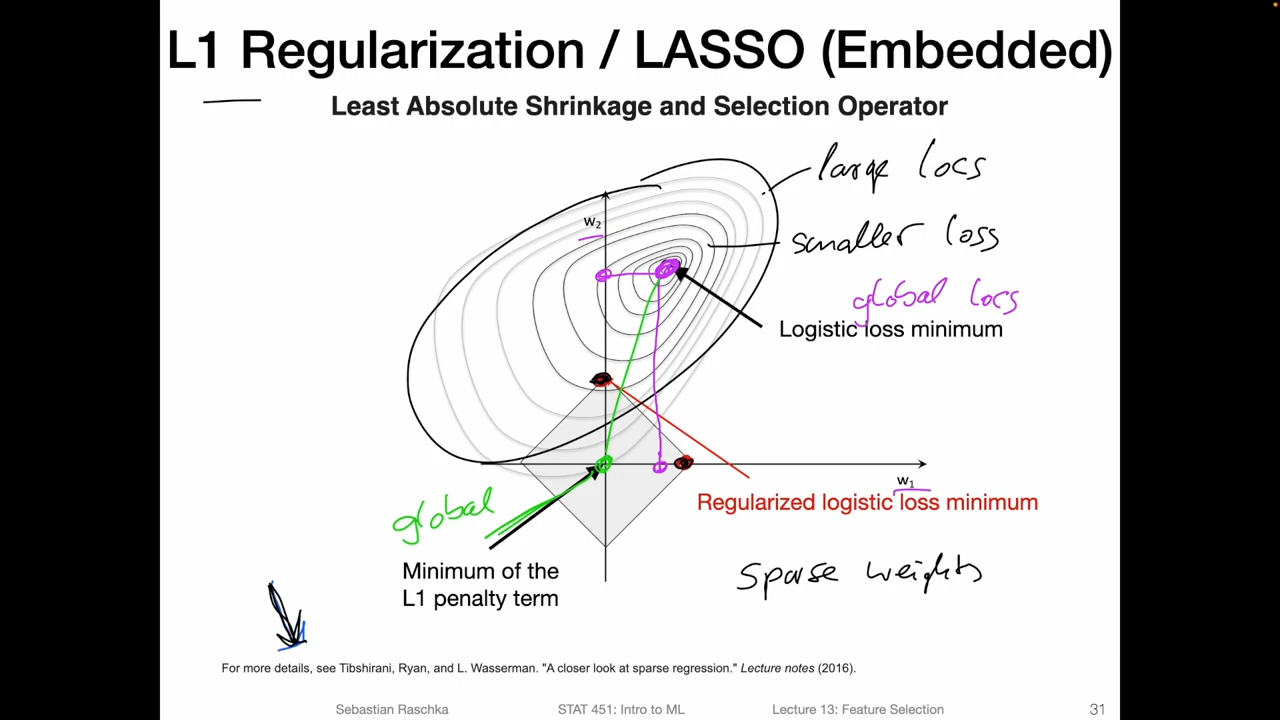 L1 Regularization / LASSO (Embedded)
Least Absolute Shrinkage and Selection Operator
large loss
w₂
smaller loss
global loss
Logistic loss minimum
w₁
Regularized logistic loss minimum
global
Minimum of the
L1 penalty term
sparse weights
For more details, see Tibshirani, Ryan, and L. Wasserman. "A closer look at sparse regression." Lecture notes (2016).
Sebastian Raschka STAT 451: Intro to ML Lecture 13: Feature Selection 31